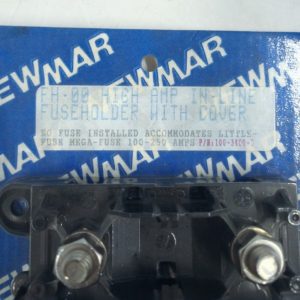 NEWMAR
FH-00 HIGH AMP IN-LINE
FUSEHOLDER WITH COVER
NO FUSE INSTALLED ACCOMMODATES LITTLE-
FUSE MEGA-FUSE 100-250 AMPS
EWMAR